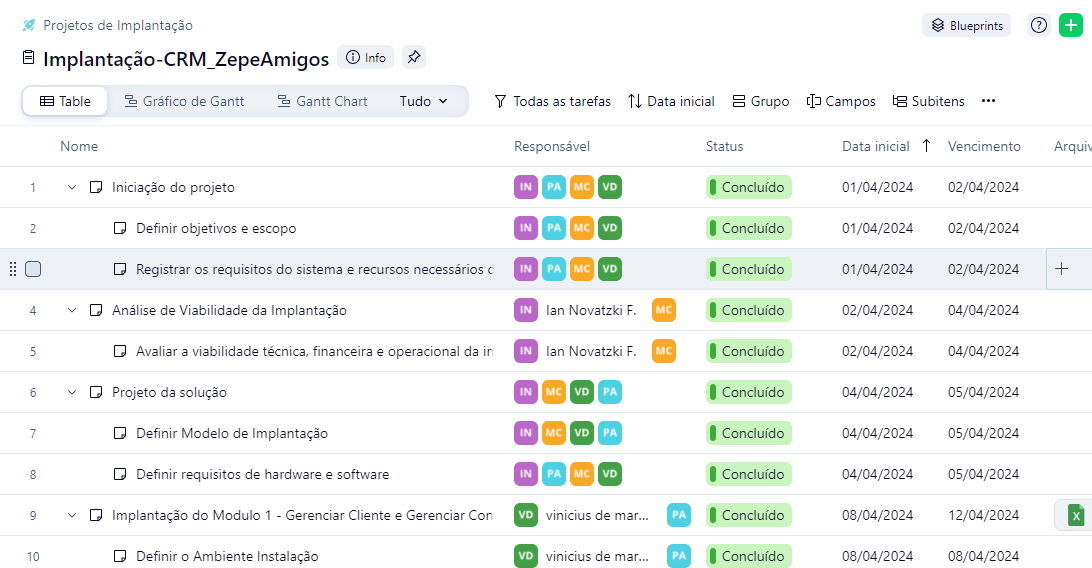 Projetos de Implantação
Blueprints
Implantação-CRM_ZepeAmigos Info
Table Gráfico de Gantt Gantt Chart Tudo Todas as tarefas Data inicial Grupo Campos Subitens
Nome Responsável Status Data inicial Vencimento Arquiv
1 Iniciação do projeto IN PA MC VD Concluído 01/04/2024 02/04/2024
2 Definir objetivos e escopo IN PA MC VD Concluído 01/04/2024 02/04/2024
Registrar os requisitos do sistema e recursos necessários d IN PA MC VD Concluído 01/04/2024 02/04/2024
4 Análise de Viabilidade da Implantação IN Ian Novatzki F. MC Concluído 02/04/2024 04/04/2024
5 Avaliar a viabilidade técnica, financeira e operacional da in IN Ian Novatzki F. MC Concluído 02/04/2024 04/04/2024
6 Projeto da solução IN MC VD PA Concluído 04/04/2024 05/04/2024
7 Definir Modelo de Implantação IN MC VD PA Concluído 04/04/2024 05/04/2024
8 Definir requisitos de hardware e software IN PA MC VD Concluído 04/04/2024 05/04/2024
9 Implantação do Modulo 1 - Gerenciar Cliente e Gerenciar Con VD vinicius de mar... PA Concluído 08/04/2024 12/04/2024 X
10 Definir o Ambiente Instalação VD vinicius de mar... PA Concluído 08/04/2024 08/04/2024